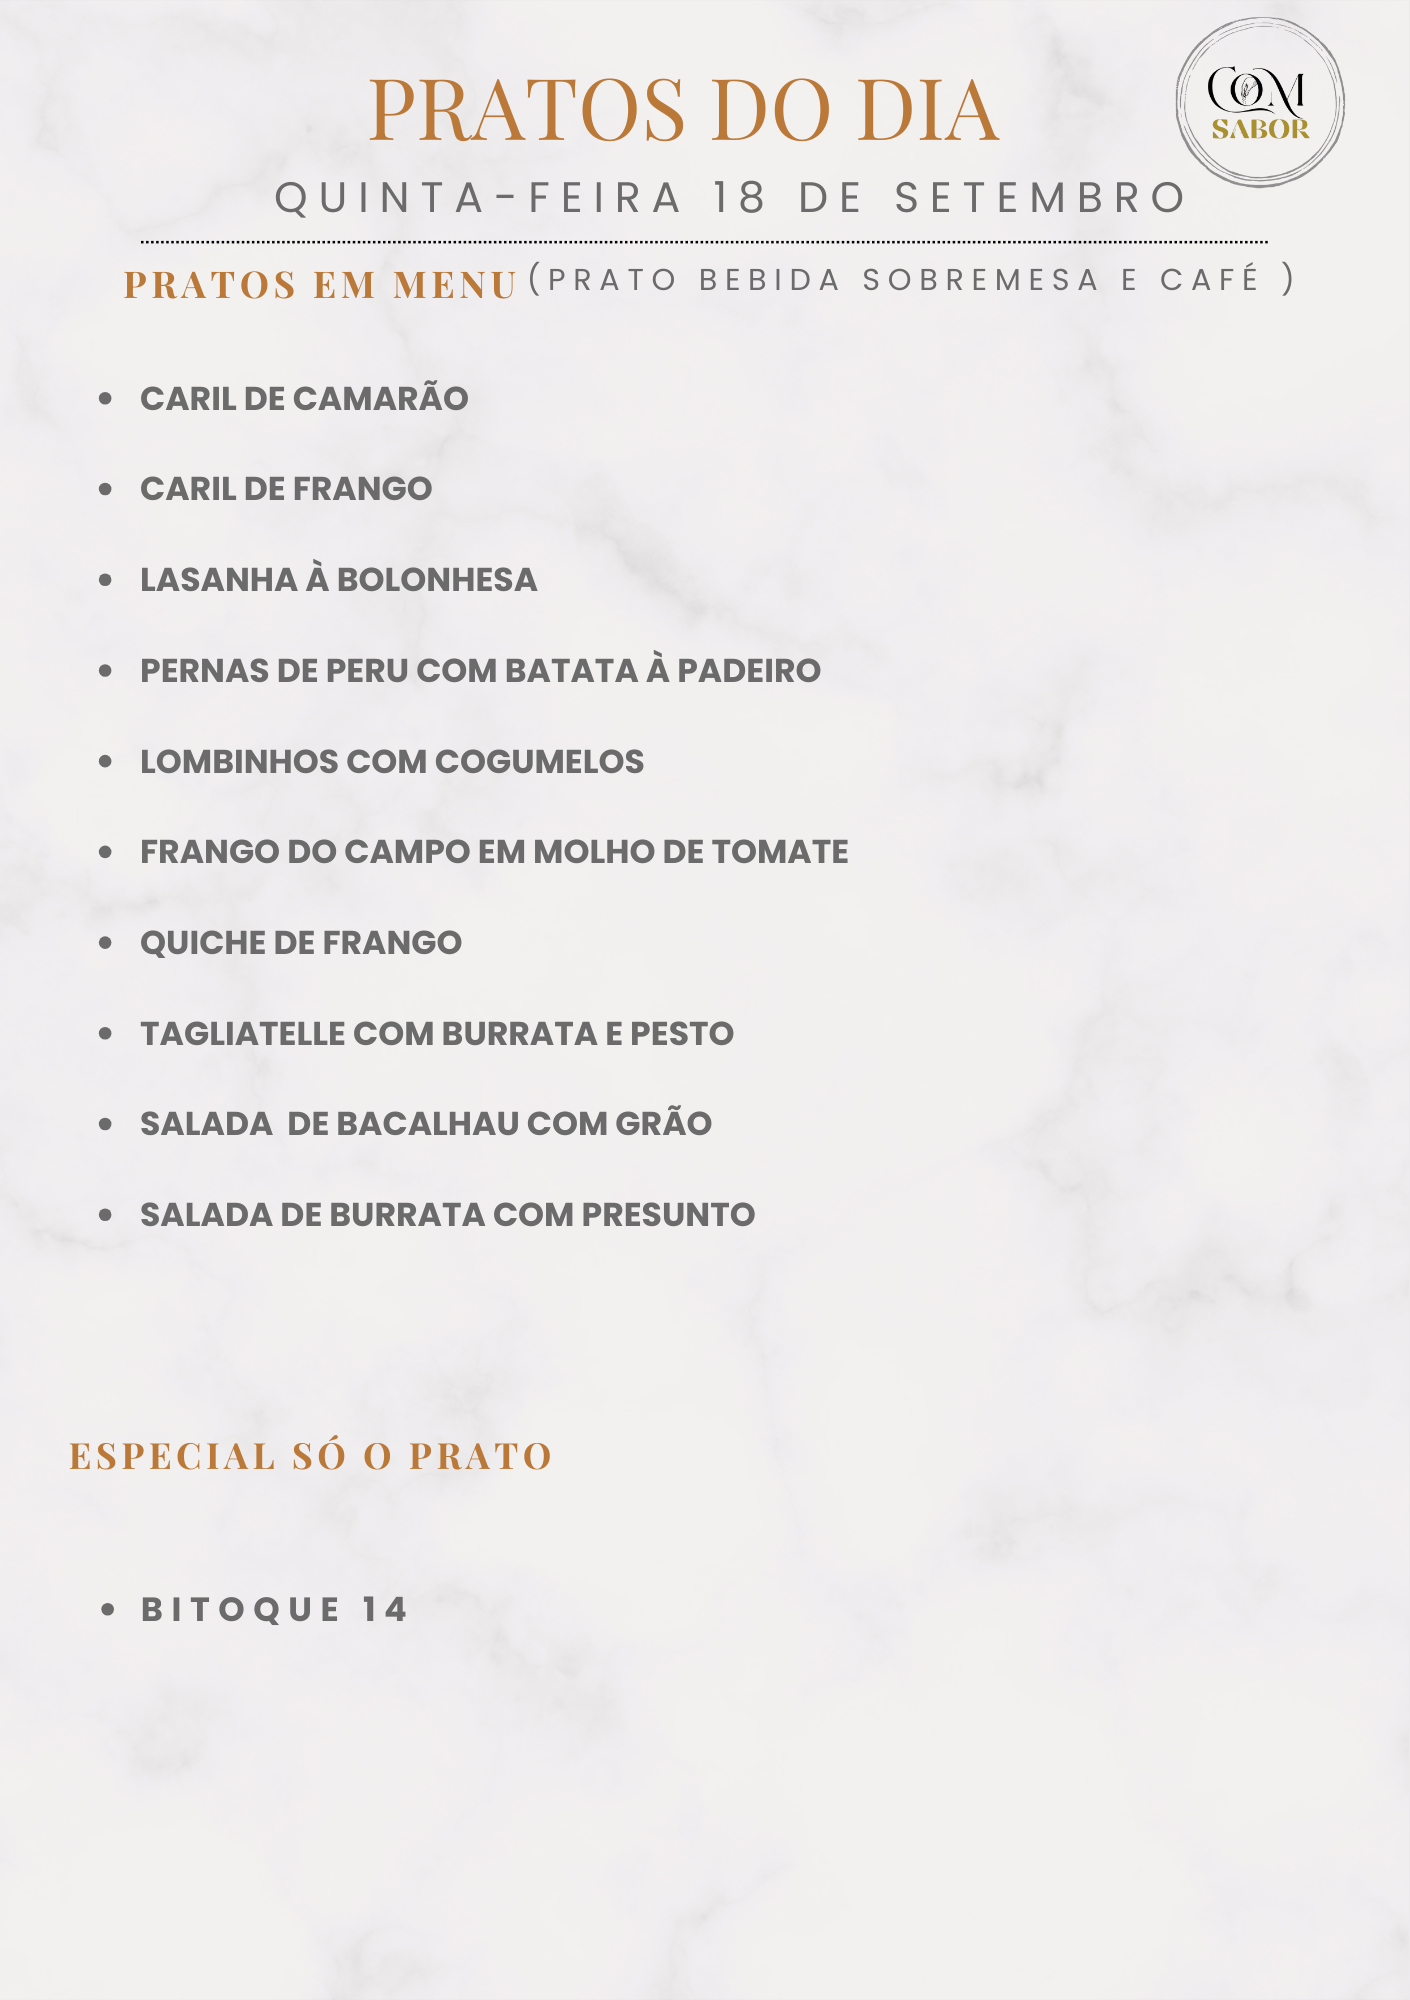 COM
SABOR
PRATOS DO DIA
QUINTA-FEIRA 18 DE SETEMBRO
PRATOS EM MENU (PRATO BEBIDA SOBREMESA E CAFÉ )
• CARIL DE CAMARÃO
• CARIL DE FRANGO
• LASANHA À BOLONHESA
• PERNAS DE PERU COM BATATA À PADEIRO
• LOMBINHOS COM COGUMELOS
• FRANGO DO CAMPO EM MOLHO DE TOMATE
• QUICHE DE FRANGO
• TAGLIATELLE COM BURRATA E PESTO
• SALADA  DE BACALHAU COM GRÃO
• SALADA DE BURRATA COM PRESUNTO
ESPECIAL SÓ O PRATO
• BITOQUE 14